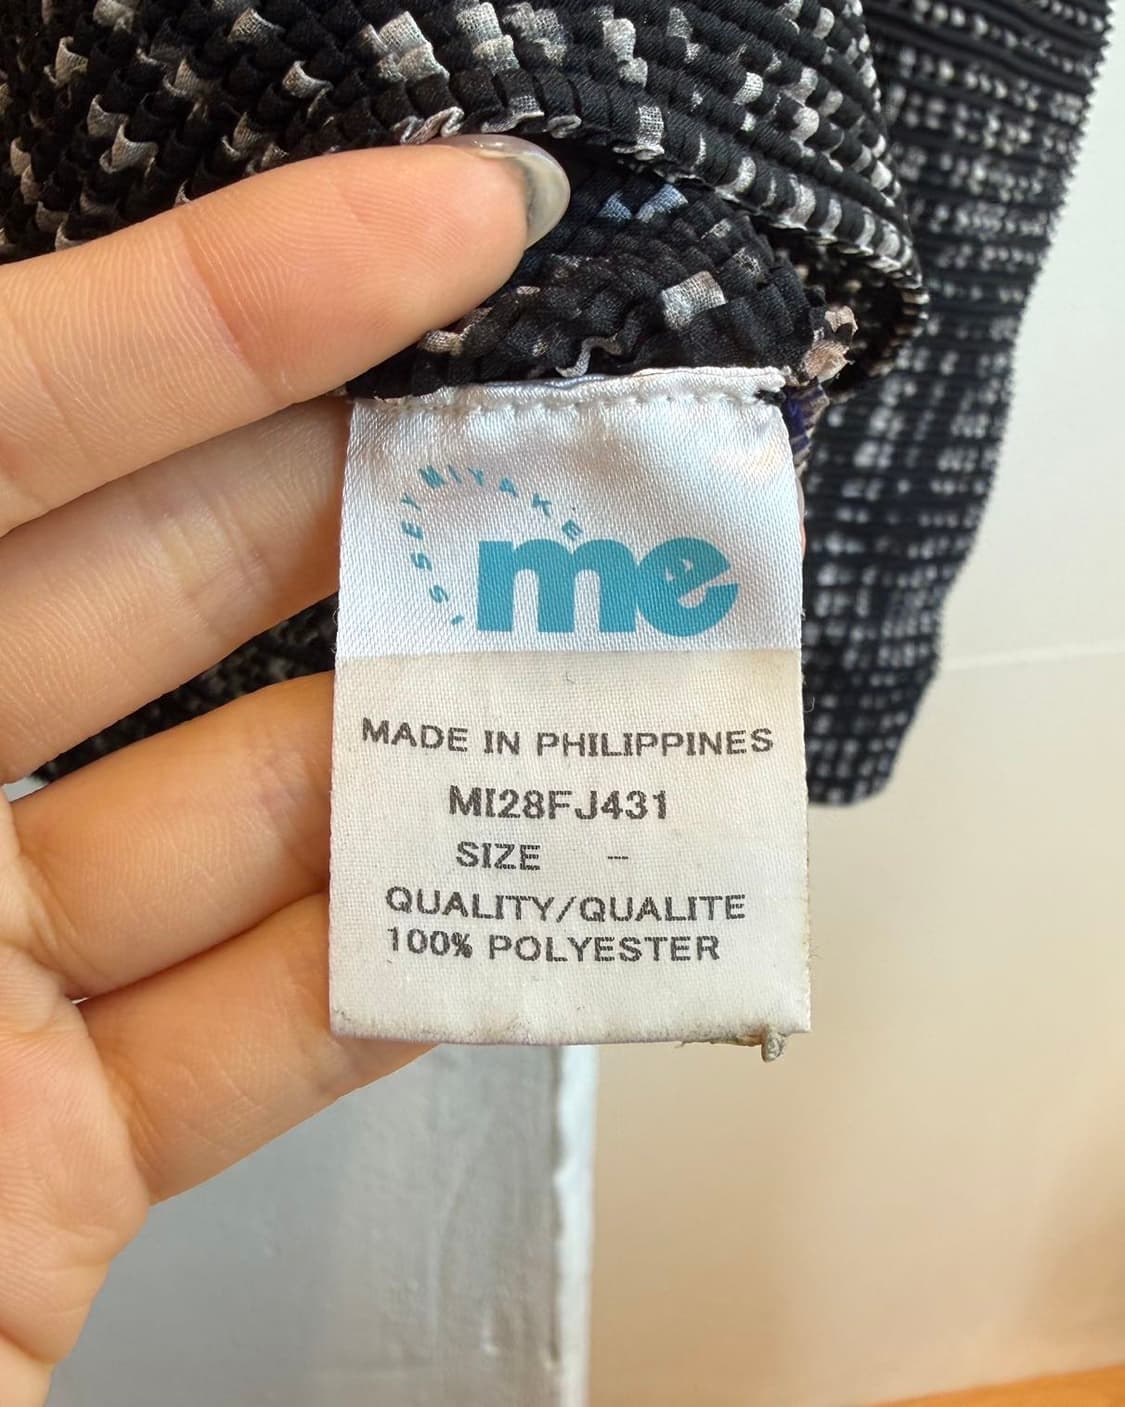 ISSEY MIYAKE
me
MADE IN PHILIPPINES
MI28FJ431
SIZE -
QUALITY/QUALITE
100% POLYESTER